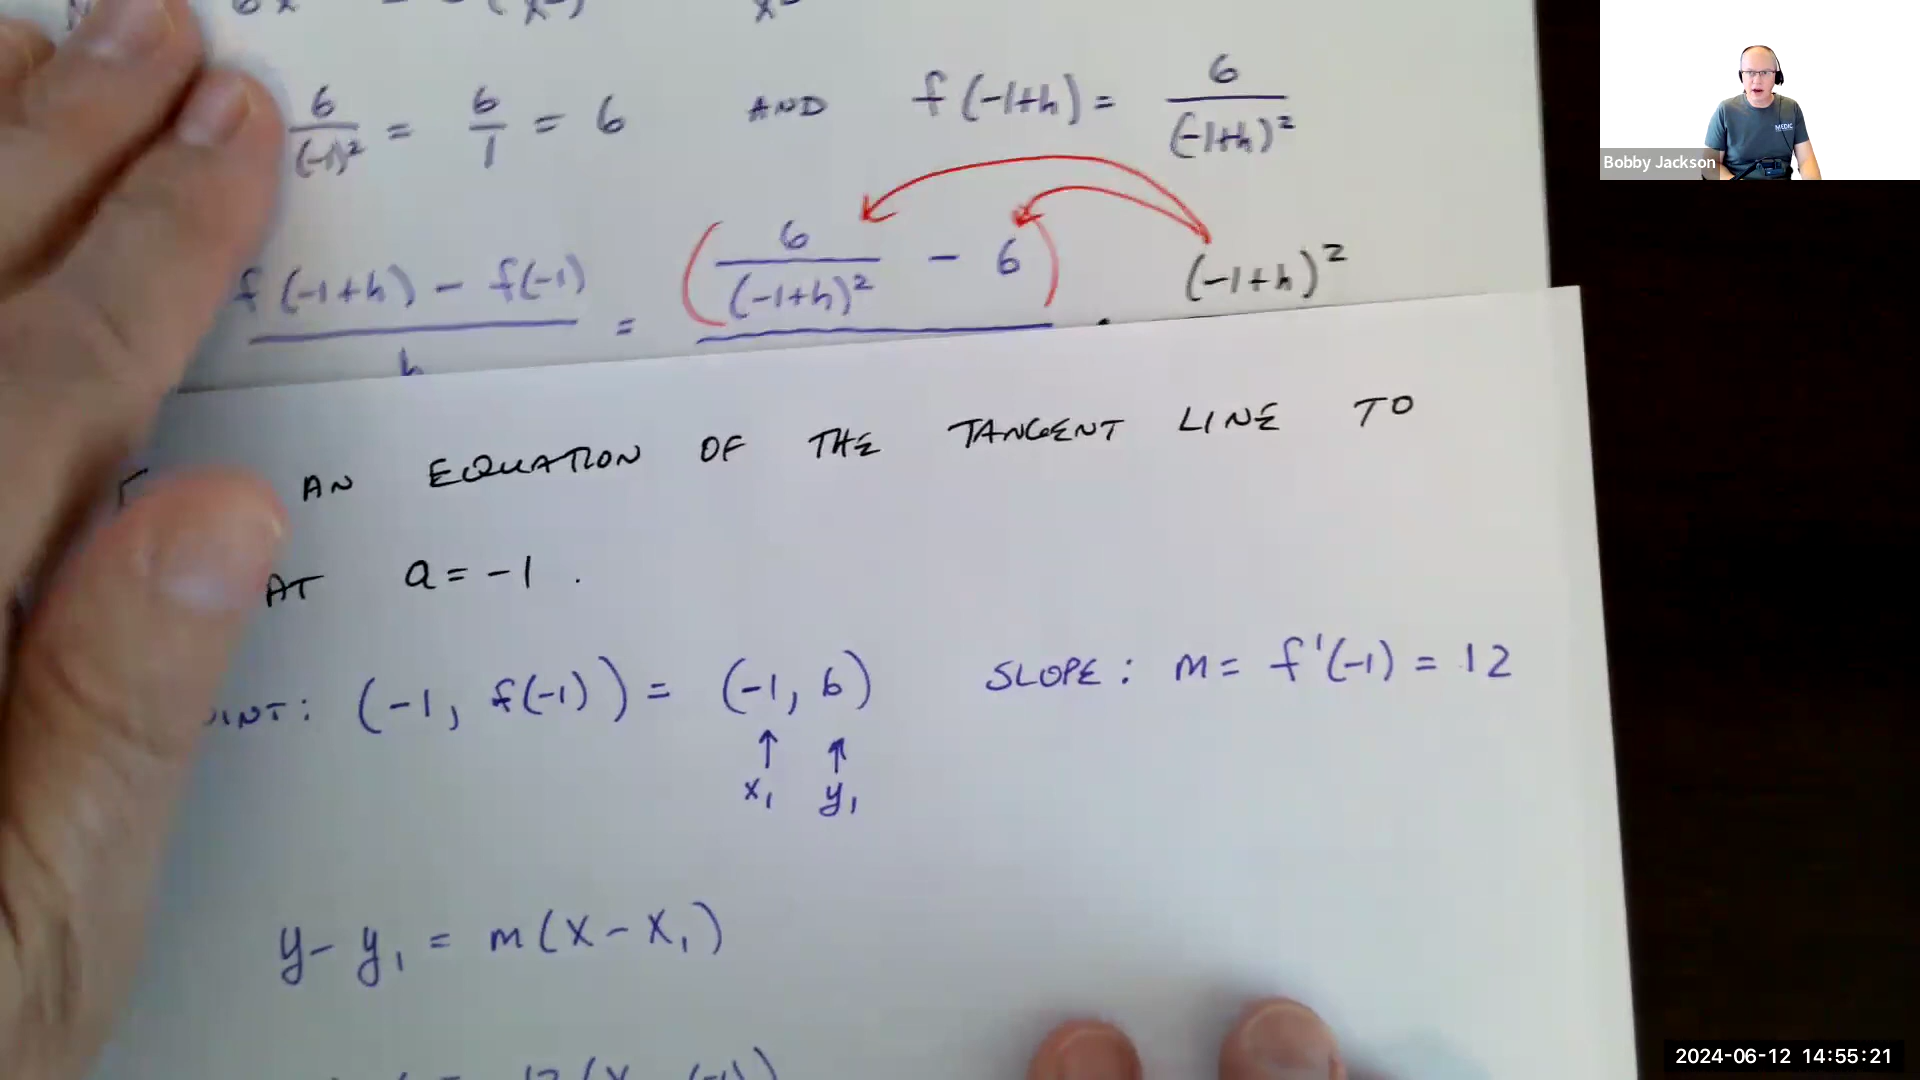 6/(-1)² = 6/1 = 6 AND f(-1+h) = 6/(-1+h)²
f(-1+h) - f(-1)/h = (6/(-1+h)² - 6) · (-1+h)²
AN EQUATION OF THE TANGENT LINE TO
AT a = -1 .
INT: (-1, f(-1)) = (-1, 6) SLOPE: m = f'(-1) = 12
↑ ↑
x₁ y₁
y - y₁ = m(x - x₁)
Bobby Jackson
MEDIC
2024-06-12 14:55:21